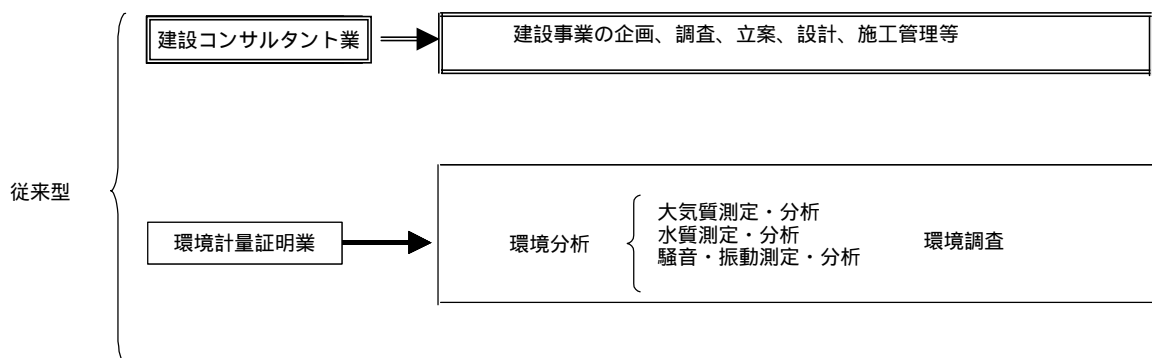 建設コンサルタント業
建設事業の企画、調査、立案、設計、施工管理等
従来型
環境計量証明業
環境分析
大気質測定・分析
水質測定・分析
騒音・振動測定・分析
環境調査